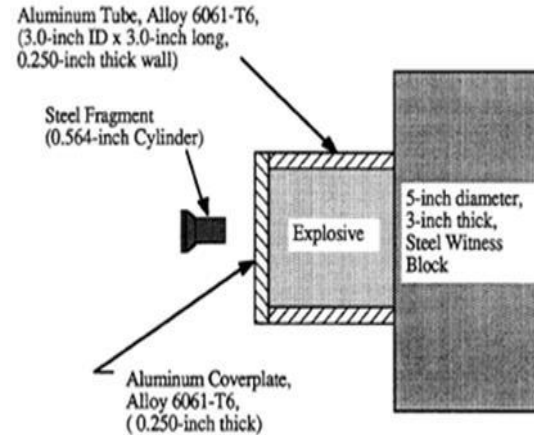 Aluminum Tube, Alloy 6061-T6,
(3.0-inch ID x 3.0-inch long,
0.250-inch thick wall)
Steel Fragment
(0.564-inch Cylinder)
Explosive
5-inch diameter,
3-inch thick,
Steel Witness
Block
Aluminum Coverplate,
Alloy 6061-T6,
( 0.250-inch thick)